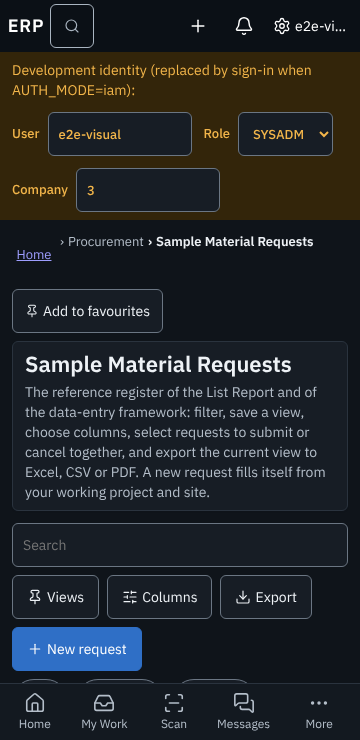 ERP
e2e-vi...
Development identity (replaced by sign-in when
AUTH_MODE=iam):
User e2e-visual Role SYSADM
Company 3
Home › Procurement › Sample Material Requests
Add to favourites
Sample Material Requests
The reference register of the List Report and of
the data-entry framework: filter, save a view,
choose columns, select requests to submit or
cancel together, and export the current view to
Excel, CSV or PDF. A new request fills itself from
your working project and site.
Search
Views Columns Export
New request
Home My Work Scan Messages More